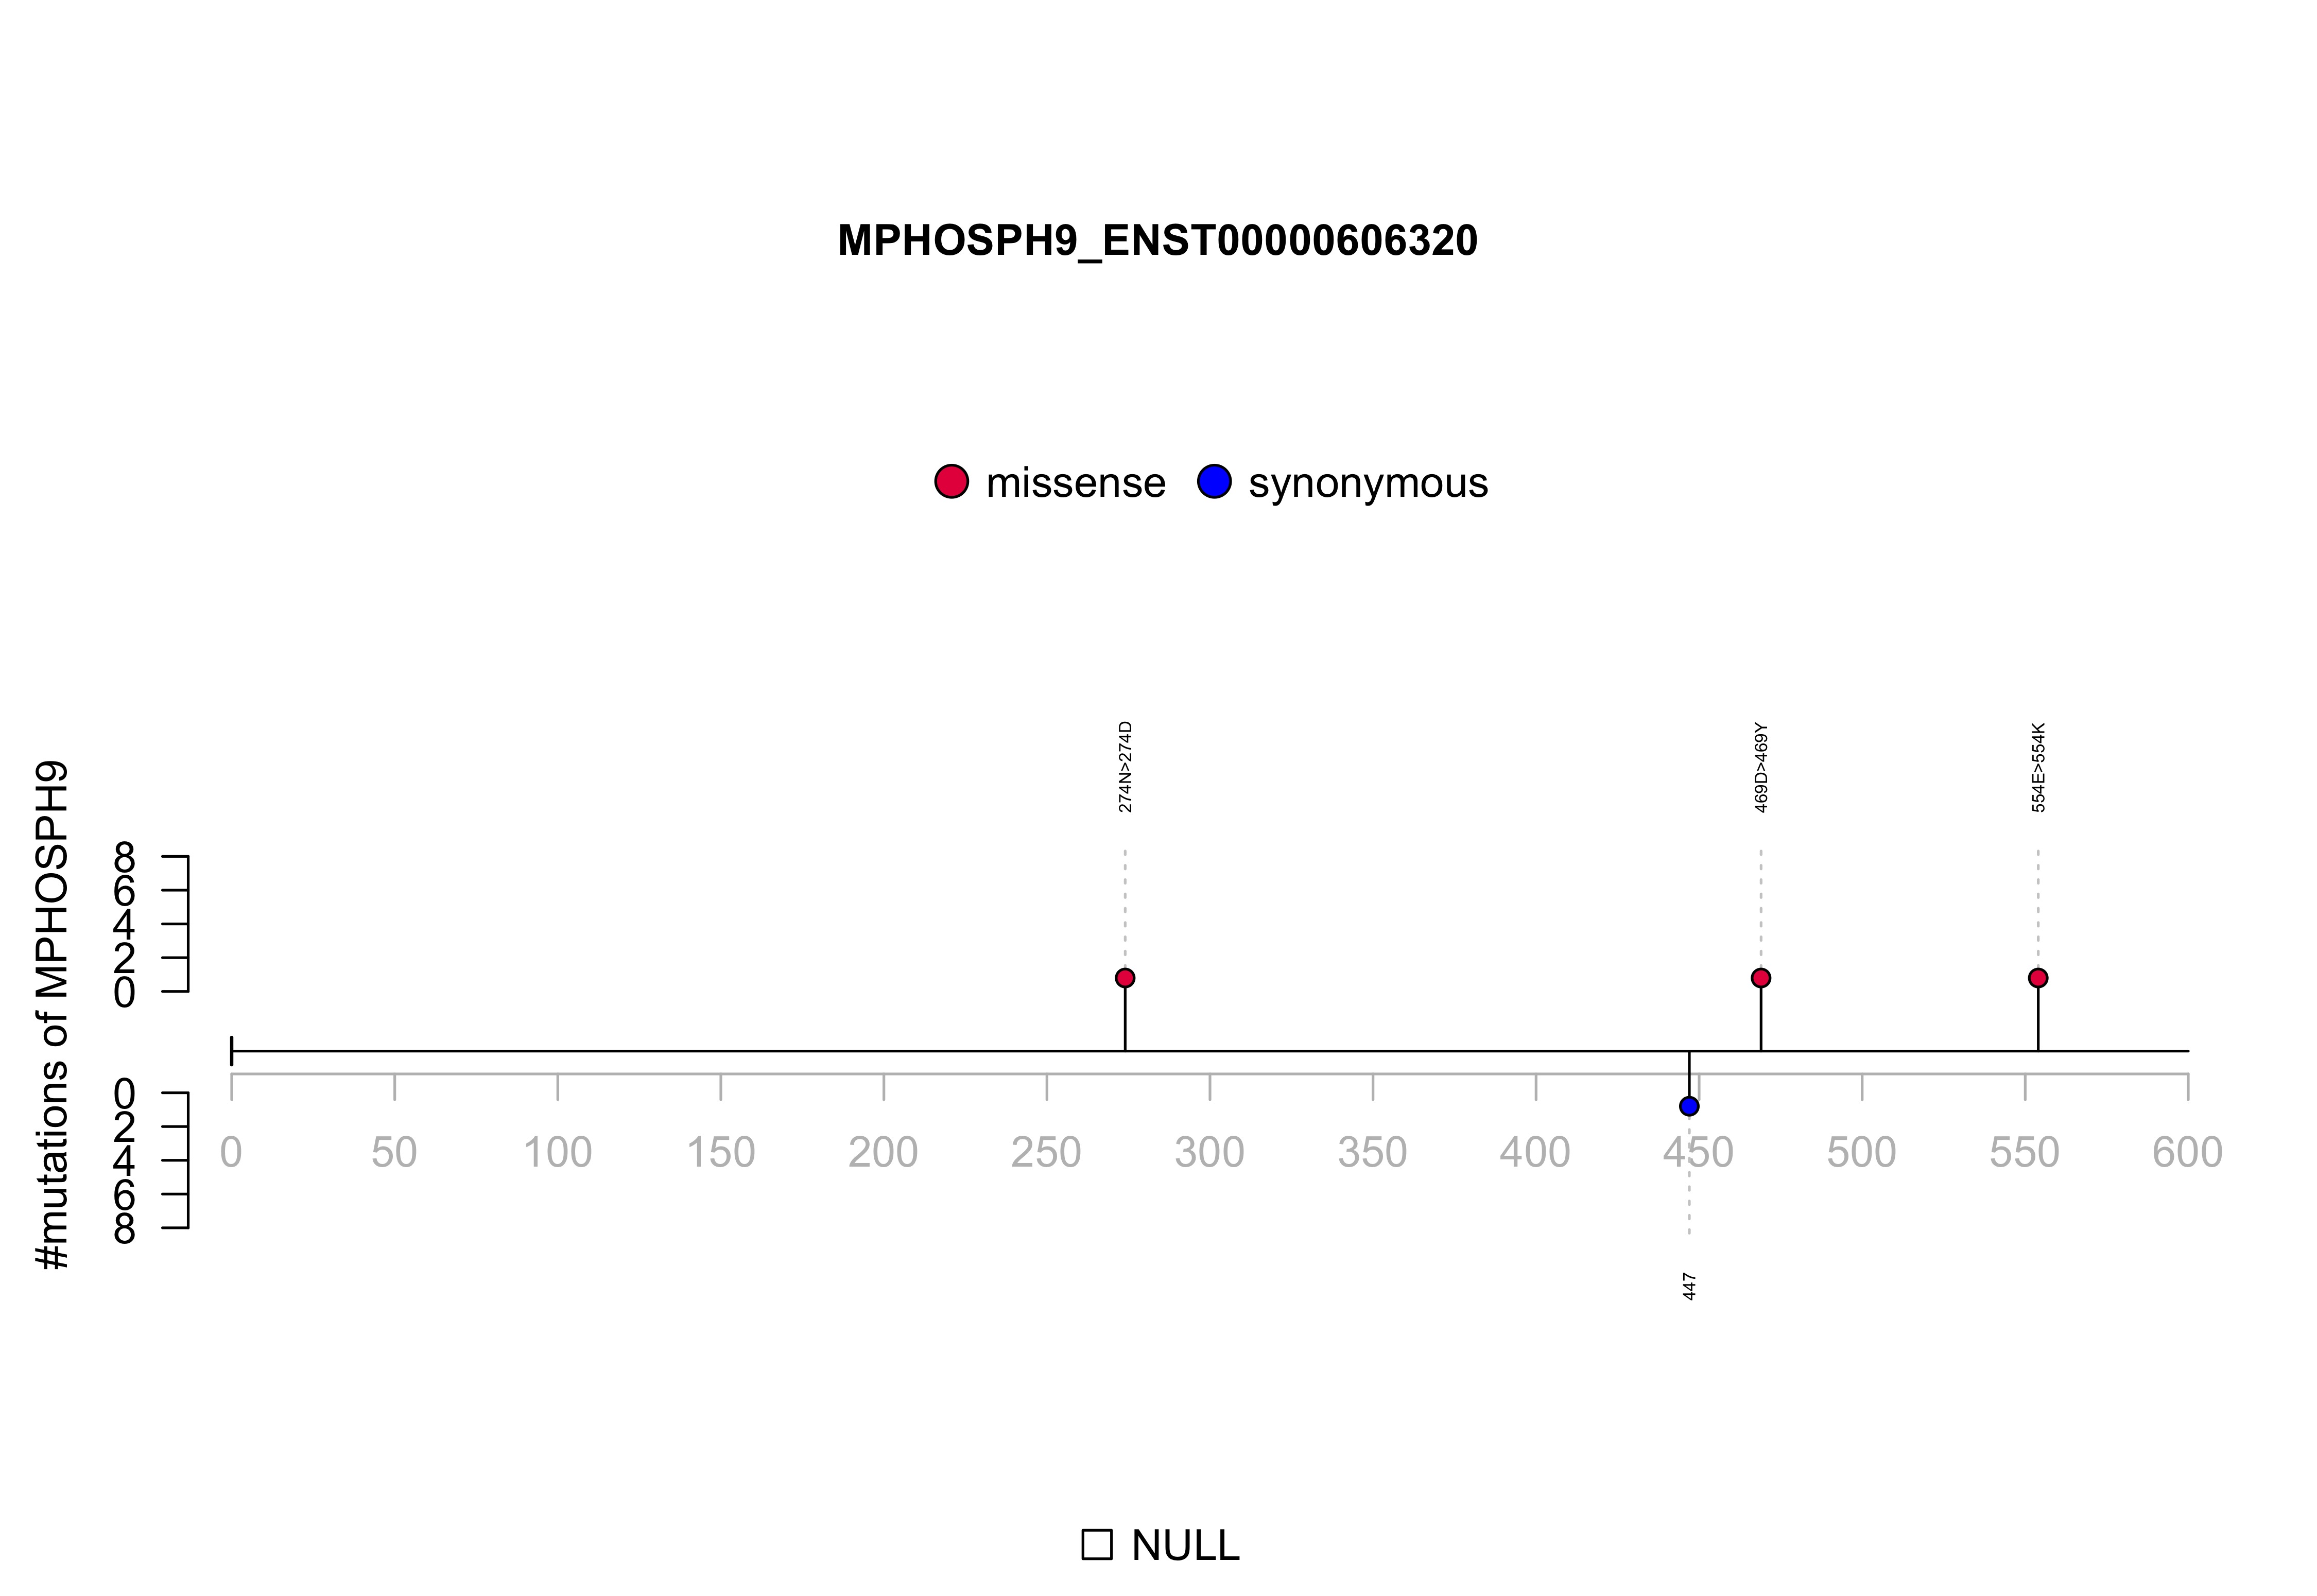 MPHOSPH9_ENST00000606320
missense synonymous
274N>274D
469D>469Y
554E>554K
#mutations of MPHOSPH9
8
6
4
2
0
0
2
4
6
8
0 50 100 150 200 250 300 350 400 450 500 550 600
447
NULL